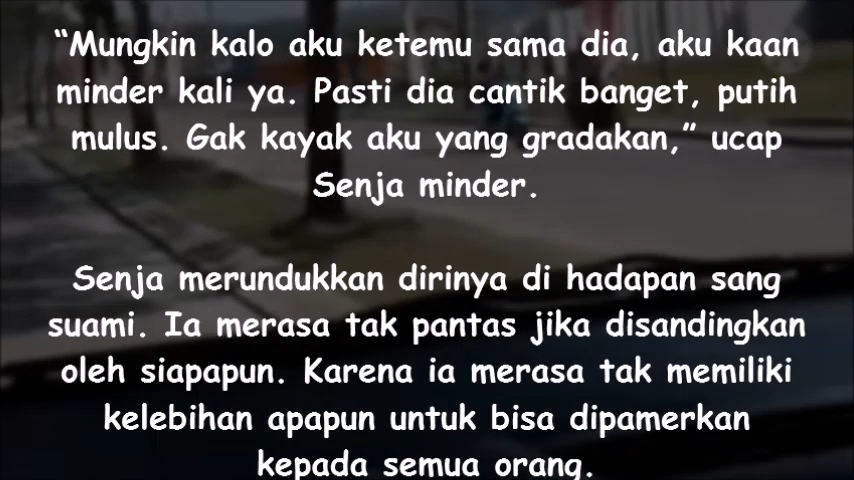 “Mungkin kalo aku ketemu sama dia, aku kaan
minder kali ya. Pasti dia cantik banget, putih
mulus. Gak kayak aku yang gradakan,” ucap
Senja minder.
Senja merundukkan dirinya di hadapan sang
suami. Ia merasa tak pantas jika disandingkan
oleh siapapun. Karena ia merasa tak memiliki
kelebihan apapun untuk bisa dipamerkan
kepada semua orang.